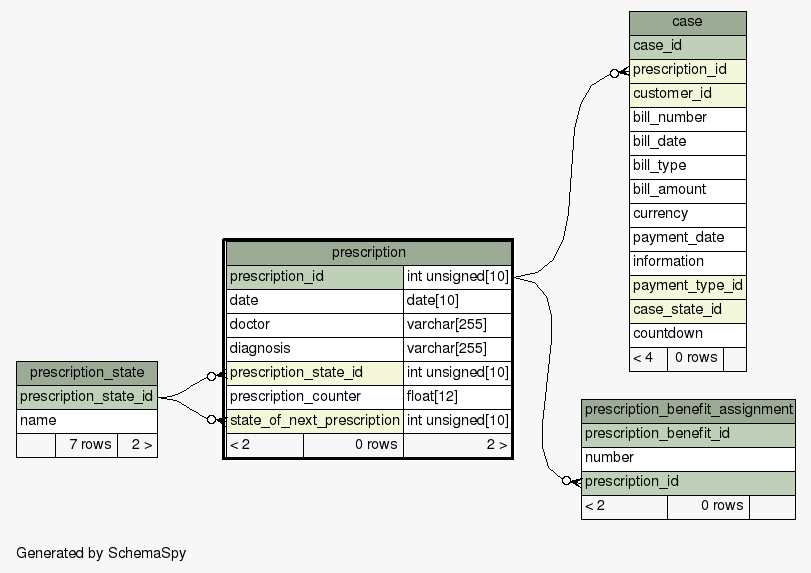 case
case_id
prescription_id
customer_id
bill_number
bill_date
bill_type
bill_amount
currency
payment_date
information
payment_type_id
case_state_id
countdown
< 4 0 rows
prescription
prescription_id int unsigned[10]
date date[10]
doctor varchar[255]
diagnosis varchar[255]
prescription_state_id int unsigned[10]
prescription_counter float[12]
state_of_next_prescription int unsigned[10]
< 2 0 rows 2 >
prescription_state
prescription_state_id
name
7 rows 2 >
prescription_benefit_assignment
prescription_benefit_id
number
prescription_id
< 2 0 rows
Generated by SchemaSpy